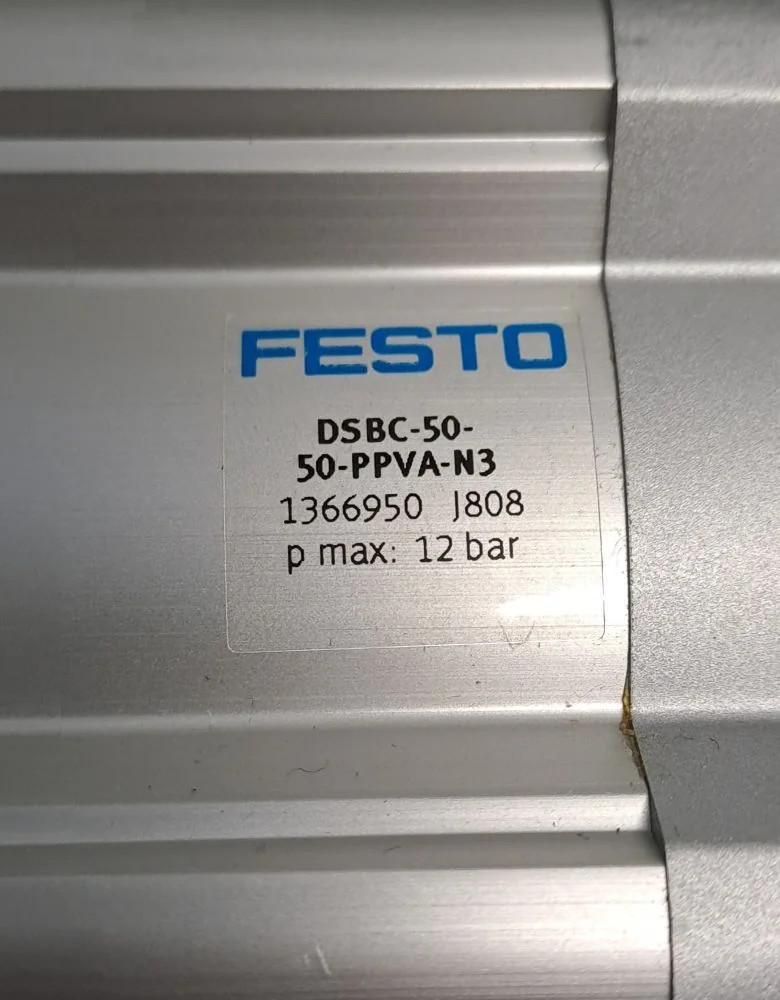 FESTO
DSBC-50-
50-PPVA-N3
1366950 J808
p max: 12 bar